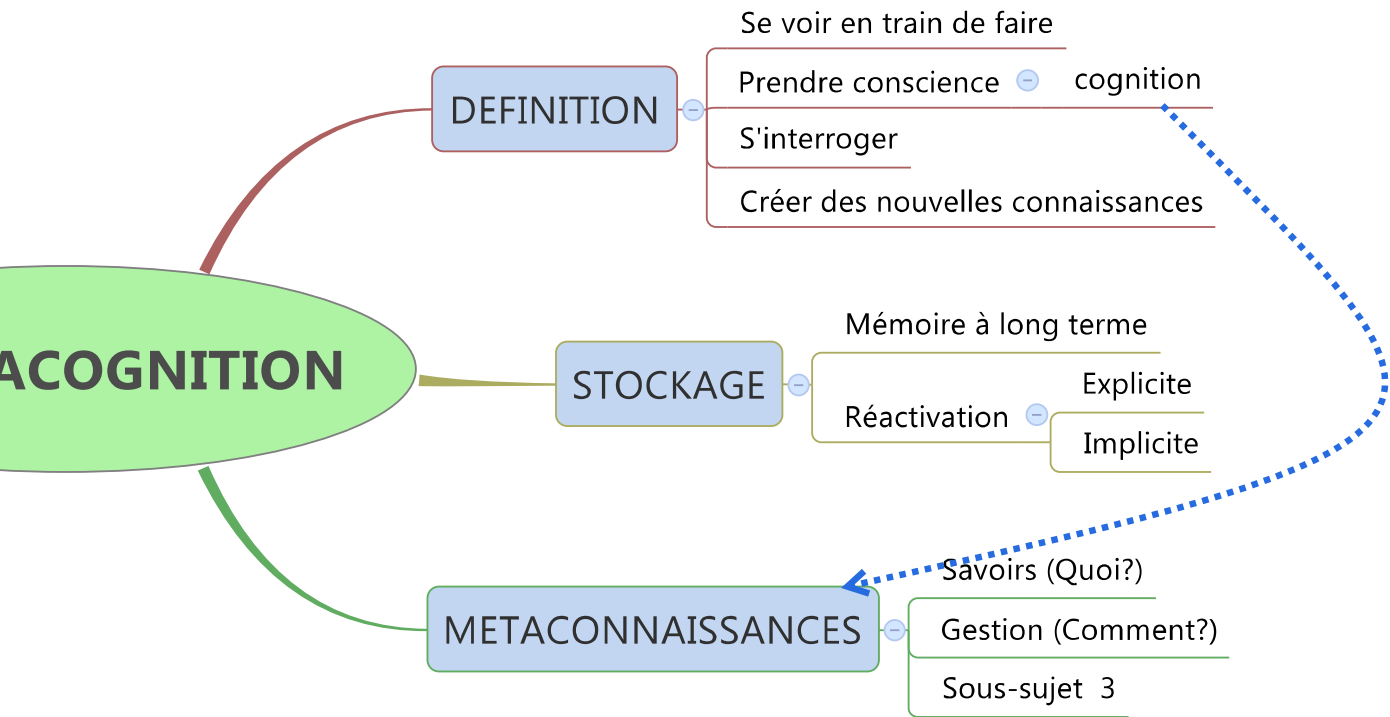 Se voir en train de faire
Prendre conscience
cognition
DEFINITION
S'interroger
Créer des nouvelles connaissances
ACOGNITION
Mémoire à long terme
STOCKAGE
Explicite
Réactivation
Implicite
Savoirs (Quoi?)
METACONNAISSANCES
Gestion (Comment?)
Sous-sujet 3